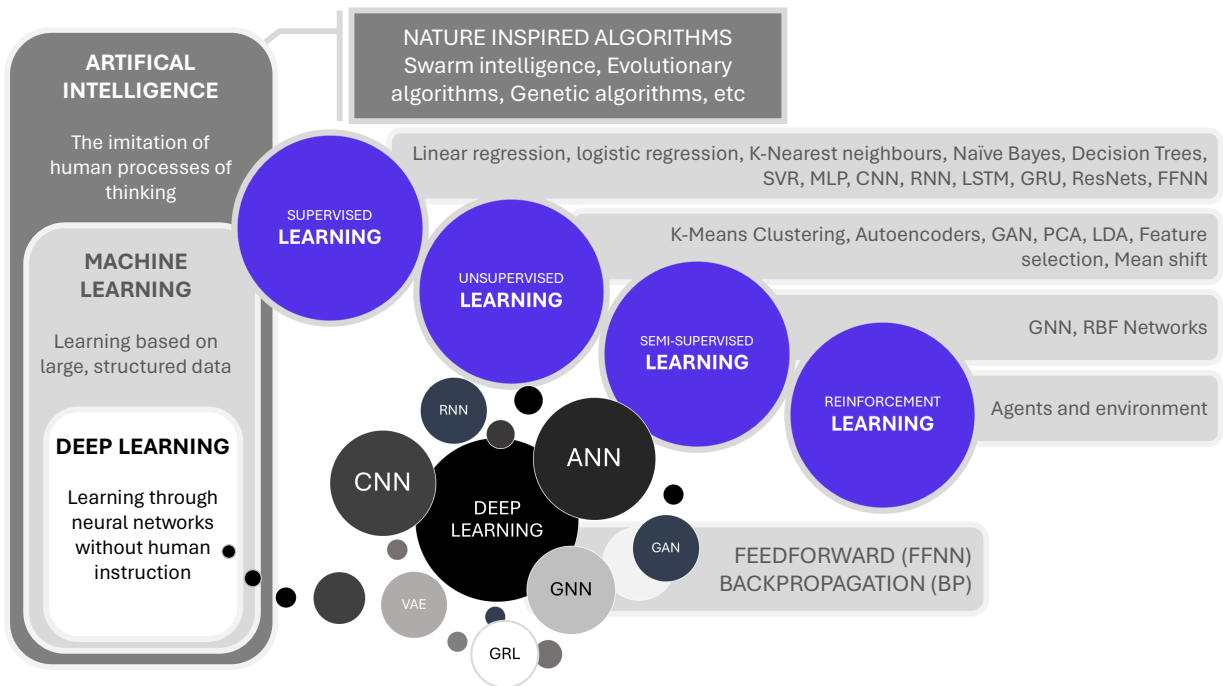 ARTIFICAL
INTELLIGENCE
The imitation of
human processes of
thinking
MACHINE
LEARNING
Learning based on
large, structured data
DEEP LEARNING
Learning through
neural networks
without human
instruction
NATURE INSPIRED ALGORITHMS
Swarm intelligence, Evolutionary
algorithms, Genetic algorithms, etc
SUPERVISED
LEARNING
Linear regression, logistic regression, K-Nearest neighbours, Naïve Bayes, Decision Trees,
SVR, MLP, CNN, RNN, LSTM, GRU, ResNets, FFNN
UNSUPERVISED
LEARNING
K-Means Clustering, Autoencoders, GAN, PCA, LDA, Feature
selection, Mean shift
SEMI-SUPERVISED
LEARNING
GNN, RBF Networks
REINFORCEMENT
LEARNING
Agents and environment
RNN
CNN
ANN
DEEP
LEARNING
GAN
GNN
VAE
GRL
FEEDFORWARD (FFNN)
BACKPROPAGATION (BP)